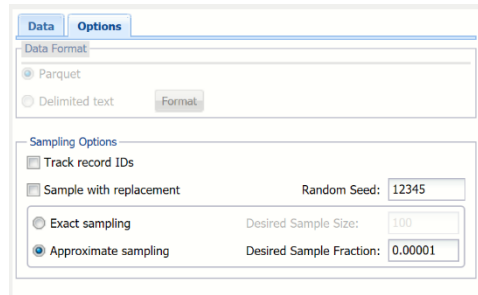 Data Options
Data Format
Parquet
Delimited text Format
Sampling Options
Track record IDs
Sample with replacement Random Seed: 12345
Exact sampling Desired Sample Size: 100
Approximate sampling Desired Sample Fraction: 0.00001